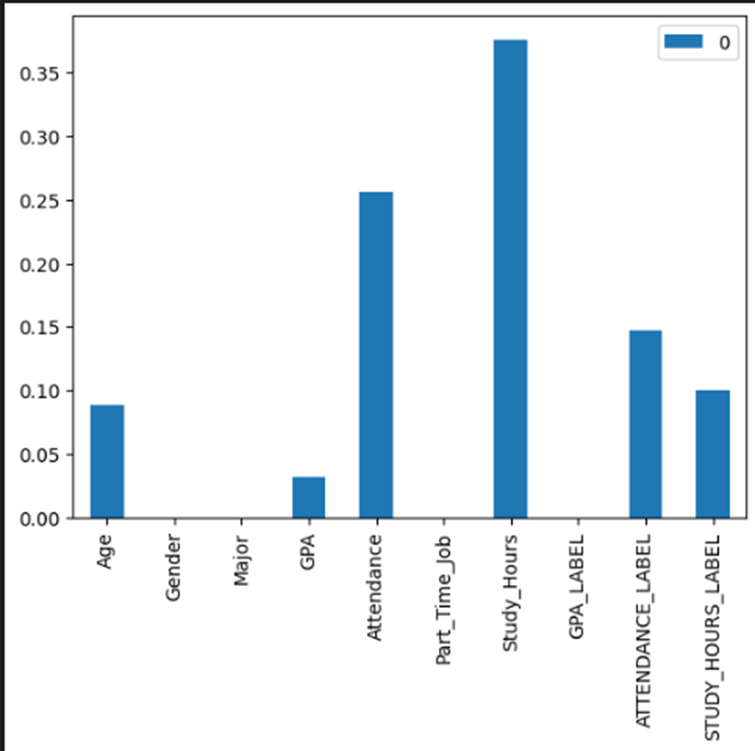 0
0.35
0.30
0.25
0.20
0.15
0.10
0.05
0.00
Age
Gender
Major
GPA
Attendance
Part_Time_Job
Study_Hours
GPA_LABEL
ATTENDANCE_LABEL
STUDY_HOURS_LABEL